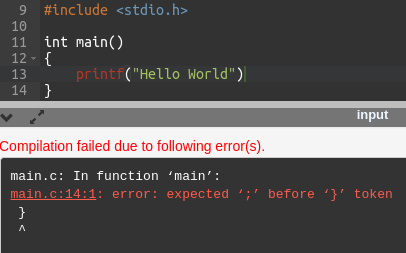 9 #include <stdio.h>
10
11 int main()
12 {
13 printf("Hello World")
14 }
input
Compilation failed due to following error(s).
main.c: In function ‘main’:
main.c:14:1: error: expected ‘;’ before ‘}’ token
}
^